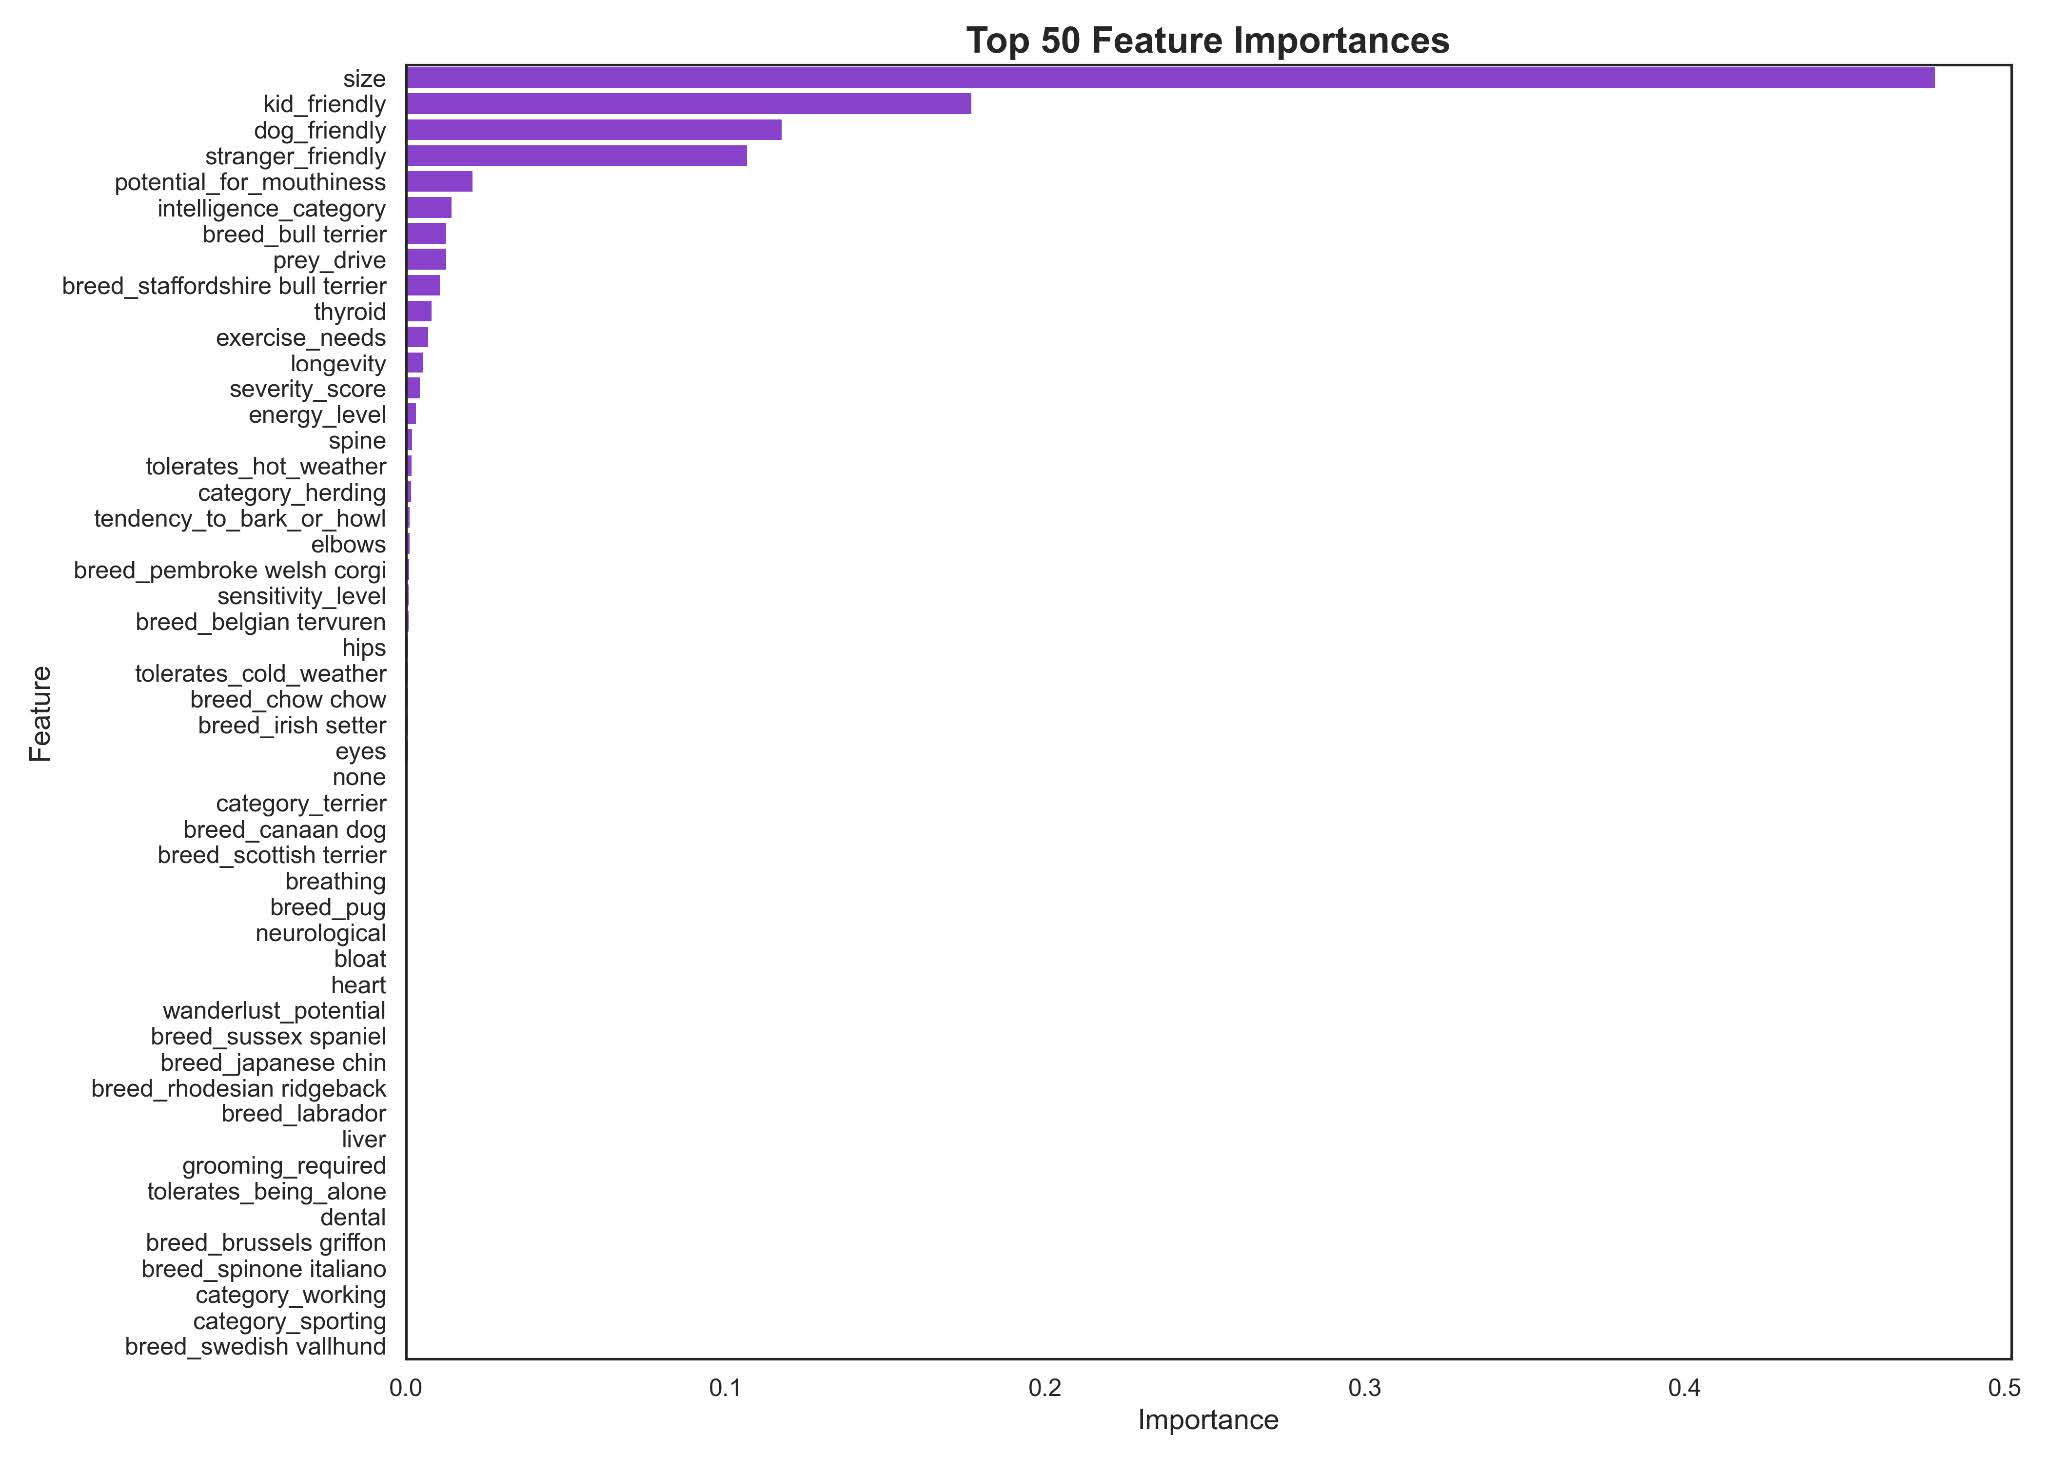 Top 50 Feature Importances
size
kid_friendly
dog_friendly
stranger_friendly
potential_for_mouthiness
intelligence_category
breed_bull terrier
prey_drive
breed_staffordshire bull terrier
thyroid
exercise_needs
longevity
severity_score
energy_level
spine
tolerates_hot_weather
category_herding
tendency_to_bark_or_howl
elbows
breed_pembroke welsh corgi
sensitivity_level
breed_belgian tervuren
hips
tolerates_cold_weather
breed_chow chow
breed_irish setter
eyes
none
category_terrier
breed_canaan dog
breed_scottish terrier
breathing
breed_pug
neurological
bloat
heart
wanderlust_potential
breed_sussex spaniel
breed_japanese chin
breed_rhodesian ridgeback
breed_labrador
liver
grooming_required
tolerates_being_alone
dental
breed_brussels griffon
breed_spinone italiano
category_working
category_sporting
breed_swedish vallhund
Feature
0.0 0.1 0.2 0.3 0.4 0.5
Importance